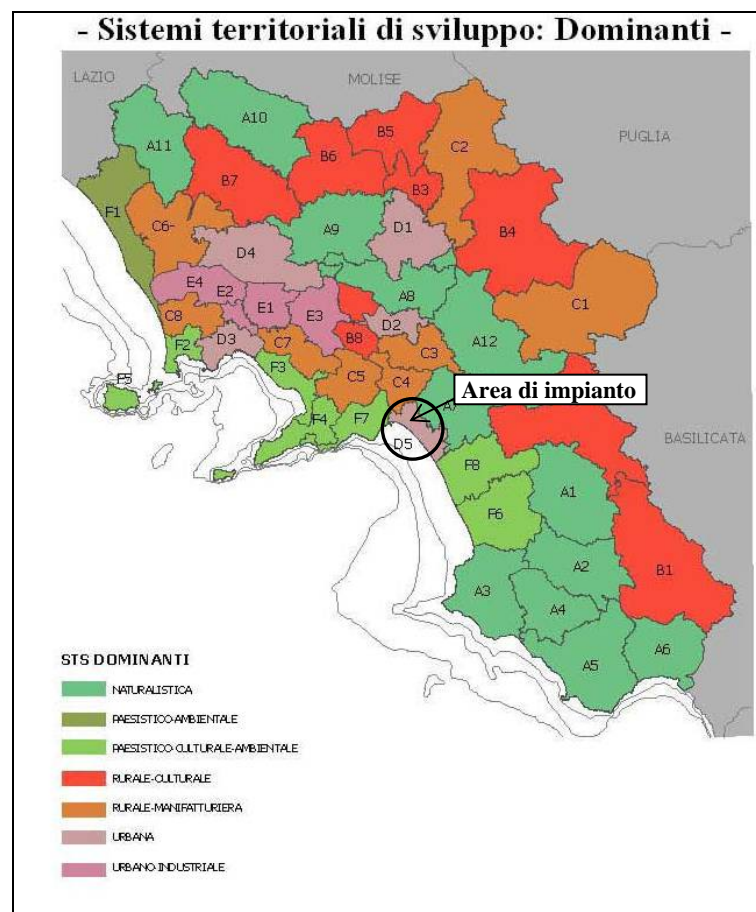 - Sistemi territoriali di sviluppo: Dominanti -
LAZIO
MOLISE
PUGLIA
BASILICATA
A11
A10
B5
B6
C2
B7
B3
F1
C6-
A9
D1
B4
D4
E4
E2
E1
E3
A8
C1
C8
D3
C7
B8
D2
C3
A12
F2
F3
C5
C4
F5
F4
F7
Area di impianto
D5
F8
F6
A1
A2
B1
A3
A4
A5
A6
STS DOMINANTI
NATURALISTICA
PAESISTICO-AMBIENTALE
PAESISTICO-CULTURALE-AMBIENTALE
RURALE-CULTURALE
RURALE-MANIFATTURIERA
URBANA
URBANO-INDUSTRIALE